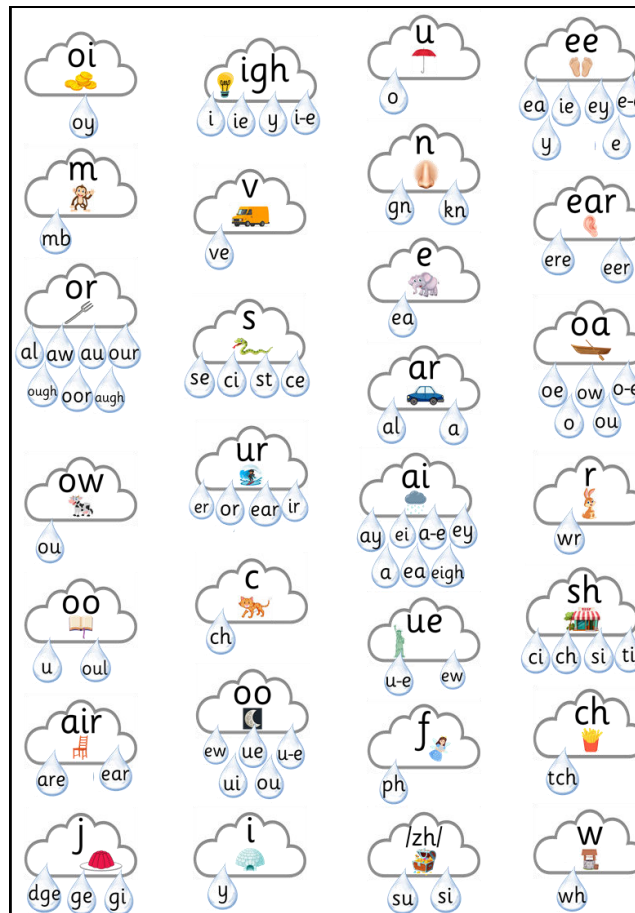 oi
oy
m
mb
or
al aw au our
ough oor augh
ow
ou
oo
u oul
air
are ear
j
dge ge gi
igh
i ie y i-e
v
ve
s
se ci st ce
ur
er or ear ir
c
ch
oo
ew ue u-e
ui ou
i
y
u
o
n
gn kn
e
ea
ar
al a
ai
ay ei a-e ey
a ea eigh
ue
u-e ew
f
ph
/zh/
su si
ee
ea ie ey e-e
y e
ear
ere eer
oa
oe ow o-e
o ou
r
wr
sh
ci ch si ti
ch
tch
w
wh